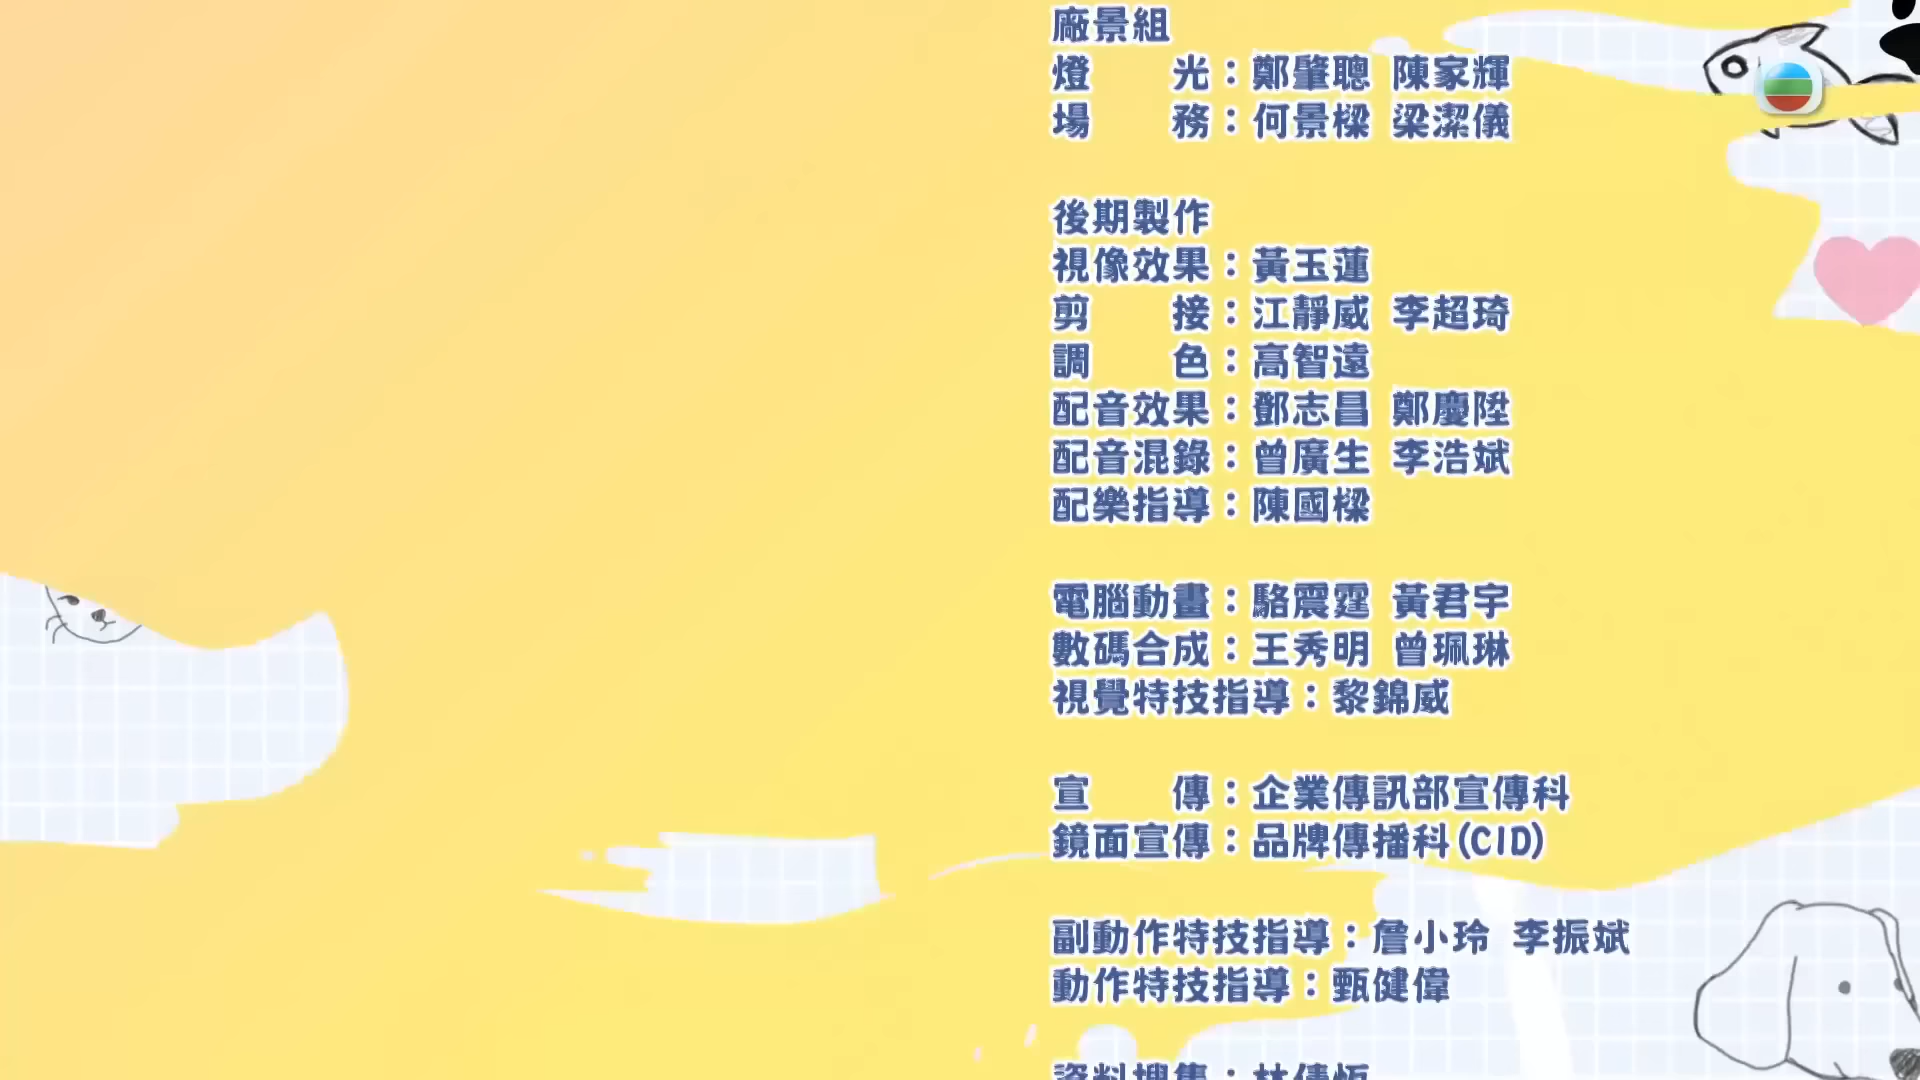 廠景組
燈　　光：鄭肇聰 陳家輝
場　　務：何景樑 梁潔儀
後期製作
視像效果：黃玉蓮
剪　　接：江靜威 李超琦
調　　色：高智遠
配音效果：鄧志昌 鄭慶陞
配音混錄：曾廣生 李浩斌
配樂指導：陳國樑
電腦動畫：駱震霆 黃君宇
數碼合成：王秀明 曾珮琳
視覺特技指導：黎錦威
宣　　傳：企業傳訊部宣傳科
鏡面宣傳：品牌傳播科(CID)
副動作特技指導：詹小玲 李振斌
動作特技指導：甄健偉
資料搜集：林